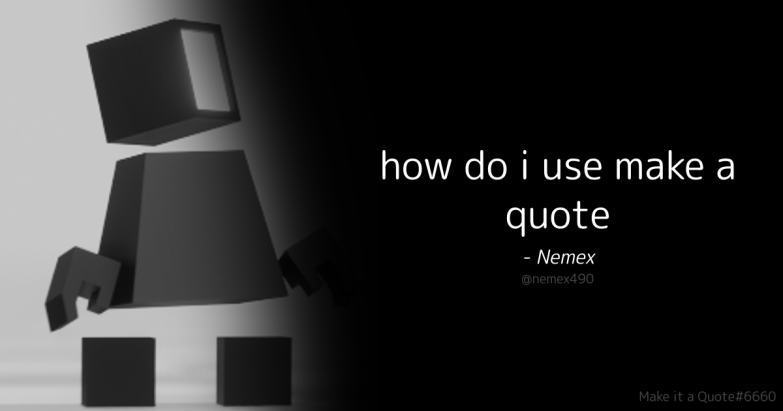 how do i use make a
quote
- Nemex
@nemex490
Make it a Quote#6660